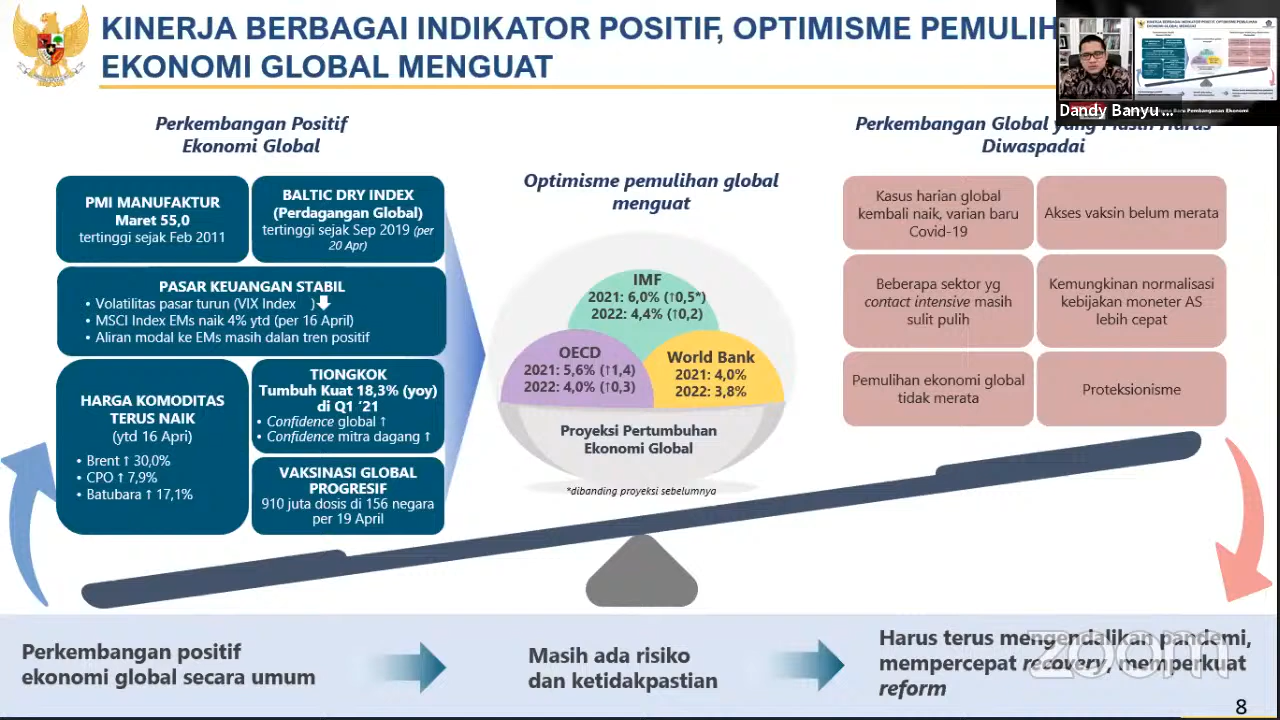 KINERJA BERBAGAI INDIKATOR POSITIF, OPTIMISME PEMULIH
EKONOMI GLOBAL MENGUAT
Dandy Banyu ...
Perkembangan Positif
Ekonomi Global
PMI MANUFAKTUR
Maret 55,0
tertinggi sejak Feb 2011
BALTIC DRY INDEX
(Perdagangan Global)
tertinggi sejak Sep 2019 (per
20 Apr)
PASAR KEUANGAN STABIL
• Volatilitas pasar turun (VIX Index )
• MSCI Index EMs naik 4% ytd (per 16 April)
• Aliran modal ke EMs masih dalan tren positif
HARGA KOMODITAS
TERUS NAIK
(ytd 16 Apri)
• Brent ↑ 30,0%
• CPO ↑ 7,9%
• Batubara ↑ 17,1%
TIONGKOK
Tumbuh Kuat 18,3% (yoy)
di Q1 ‘21
• Confidence global ↑
• Confidence mitra dagang ↑
VAKSINASI GLOBAL
PROGRESIF
910 juta dosis di 156 negara
per 19 April
Optimisme pemulihan global
menguat
IMF
2021: 6,0% (↑0,5*)
2022: 4,4% (↑0,2)
OECD
2021: 5,6% (↑1,4)
2022: 4,0% (↑0,3)
World Bank
2021: 4,0%
2022: 3,8%
Proyeksi Pertumbuhan
Ekonomi Global
*dibanding proyeksi sebelumnya
Perkembangan Global yang Masih Harus
Diwaspadai
Kasus harian global
kembali naik, varian baru
Covid-19
Akses vaksin belum merata
Beberapa sektor yg
contact intensive masih
sulit pulih
Kemungkinan normalisasi
kebijakan moneter AS
lebih cepat
Pemulihan ekonomi global
tidak merata
Proteksionisme
Perkembangan positif
ekonomi global secara umum
Masih ada risiko
dan ketidakpastian
Harus terus mengendalikan pandemi,
mempercepat recovery, memperkuat
reform
zoom
8